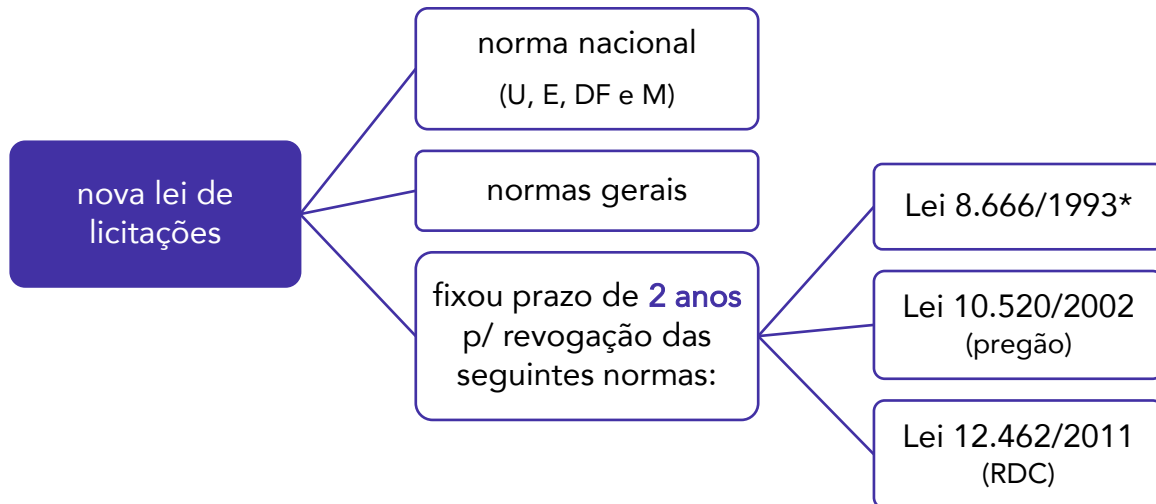 nova lei de
licitações
norma nacional
(U, E, DF e M)
normas gerais
fixou prazo de 2 anos
p/ revogação das
seguintes normas:
Lei 8.666/1993*
Lei 10.520/2002
(pregão)
Lei 12.462/2011
(RDC)